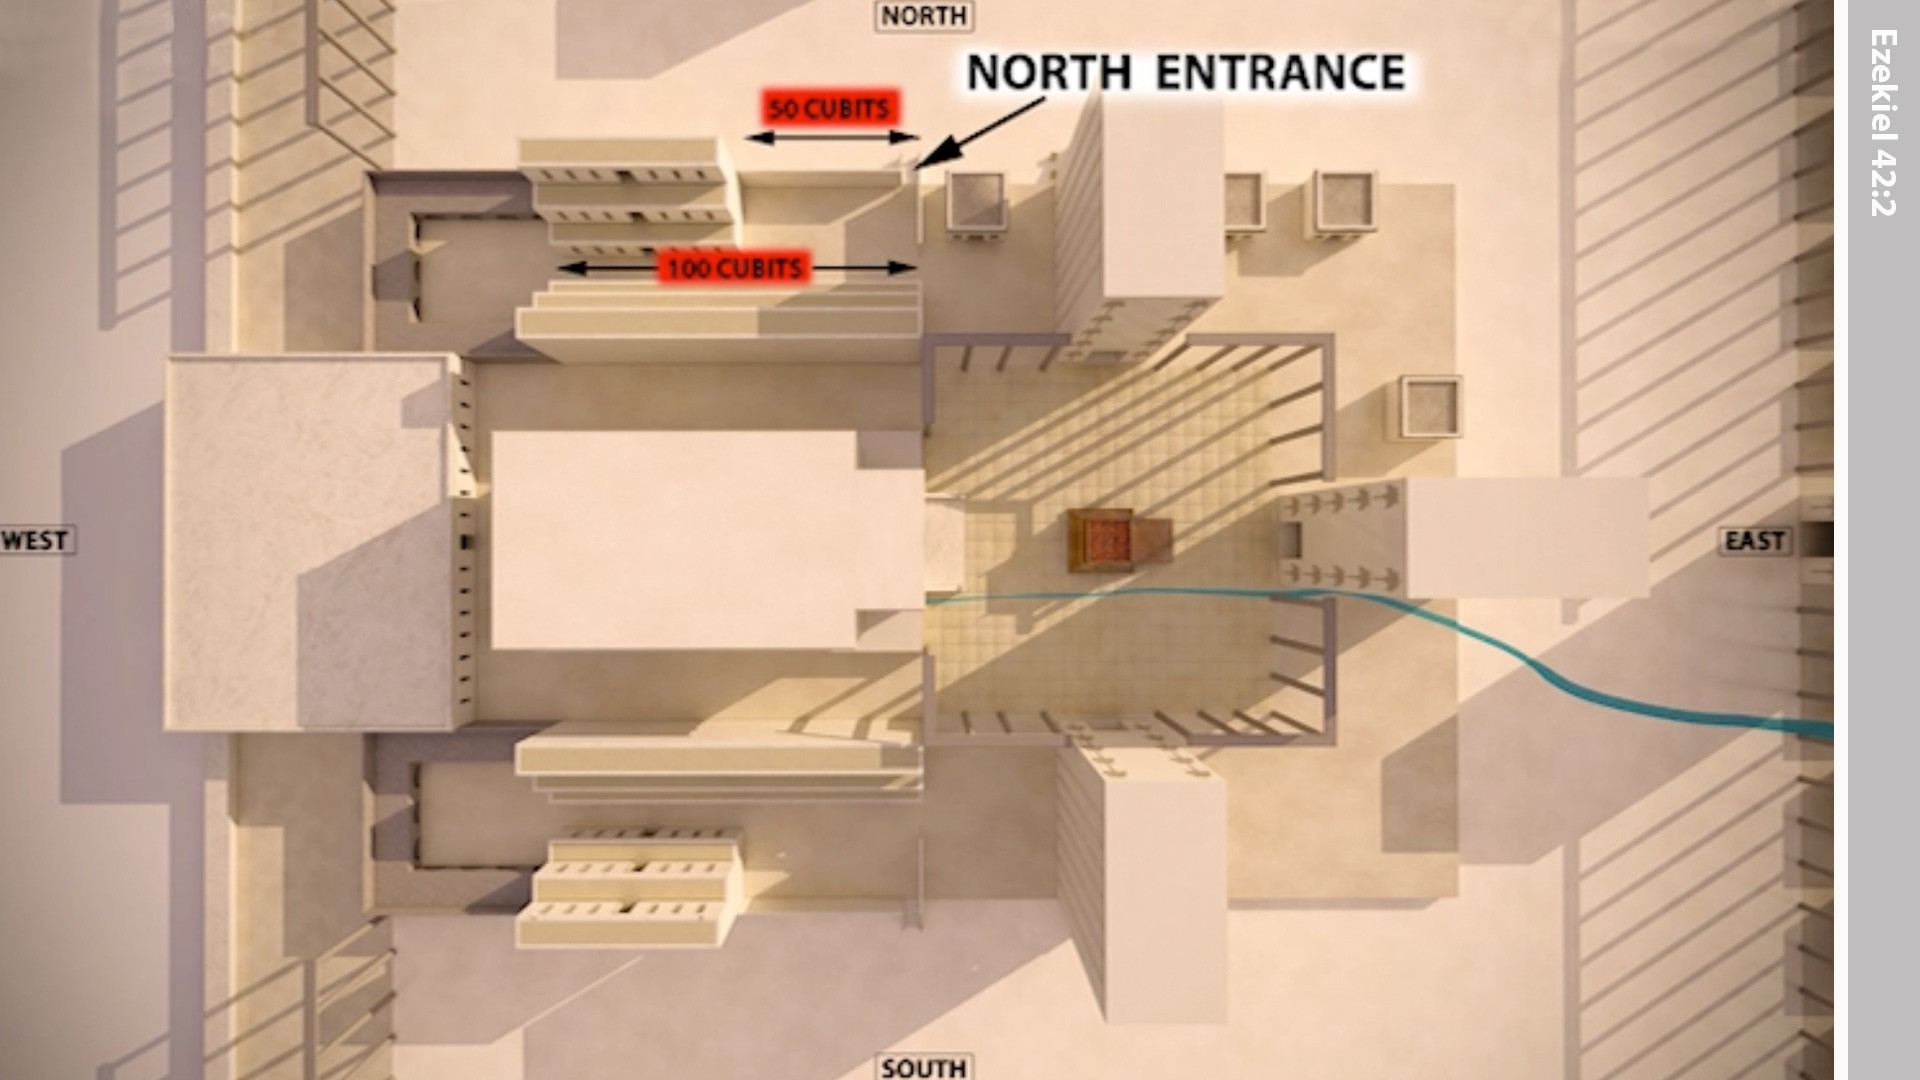 NORTH
NORTH ENTRANCE
50 CUBITS
100 CUBITS
WEST
EAST
SOUTH
Ezekiel 42:2